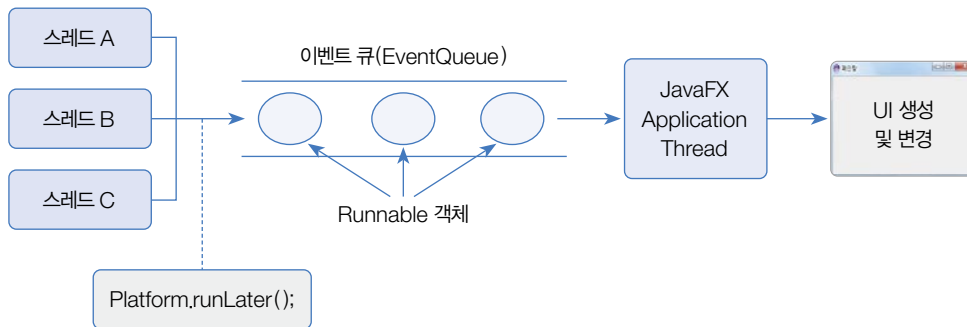 스레드 A
이벤트 큐(EventQueue)
스레드 B
스레드 C
Runnable 객체
Platform.runLater();
JavaFX
Application
Thread
UI 생성
및 변경